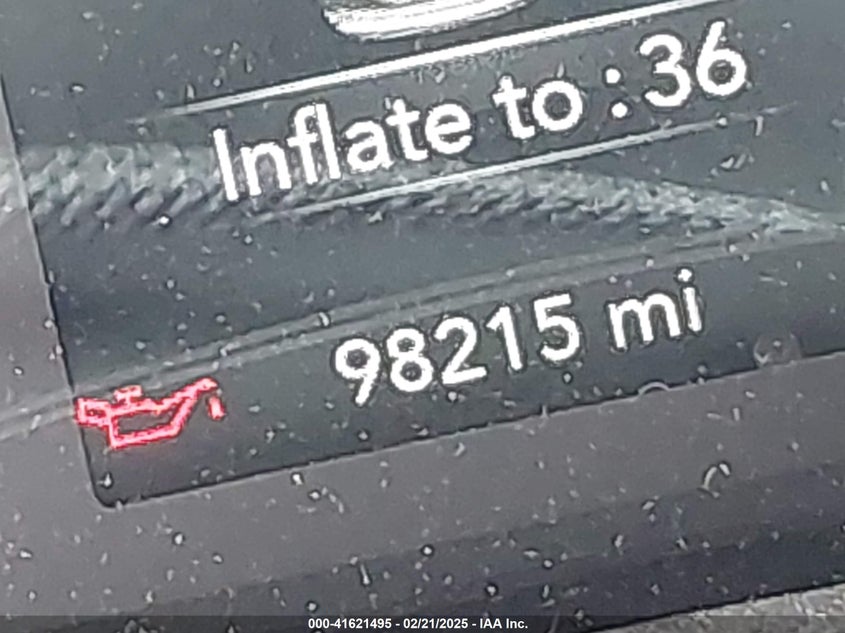 Inflate to : 36
98215 mi
000-41621495 - 02/21/2025 - IAA Inc.